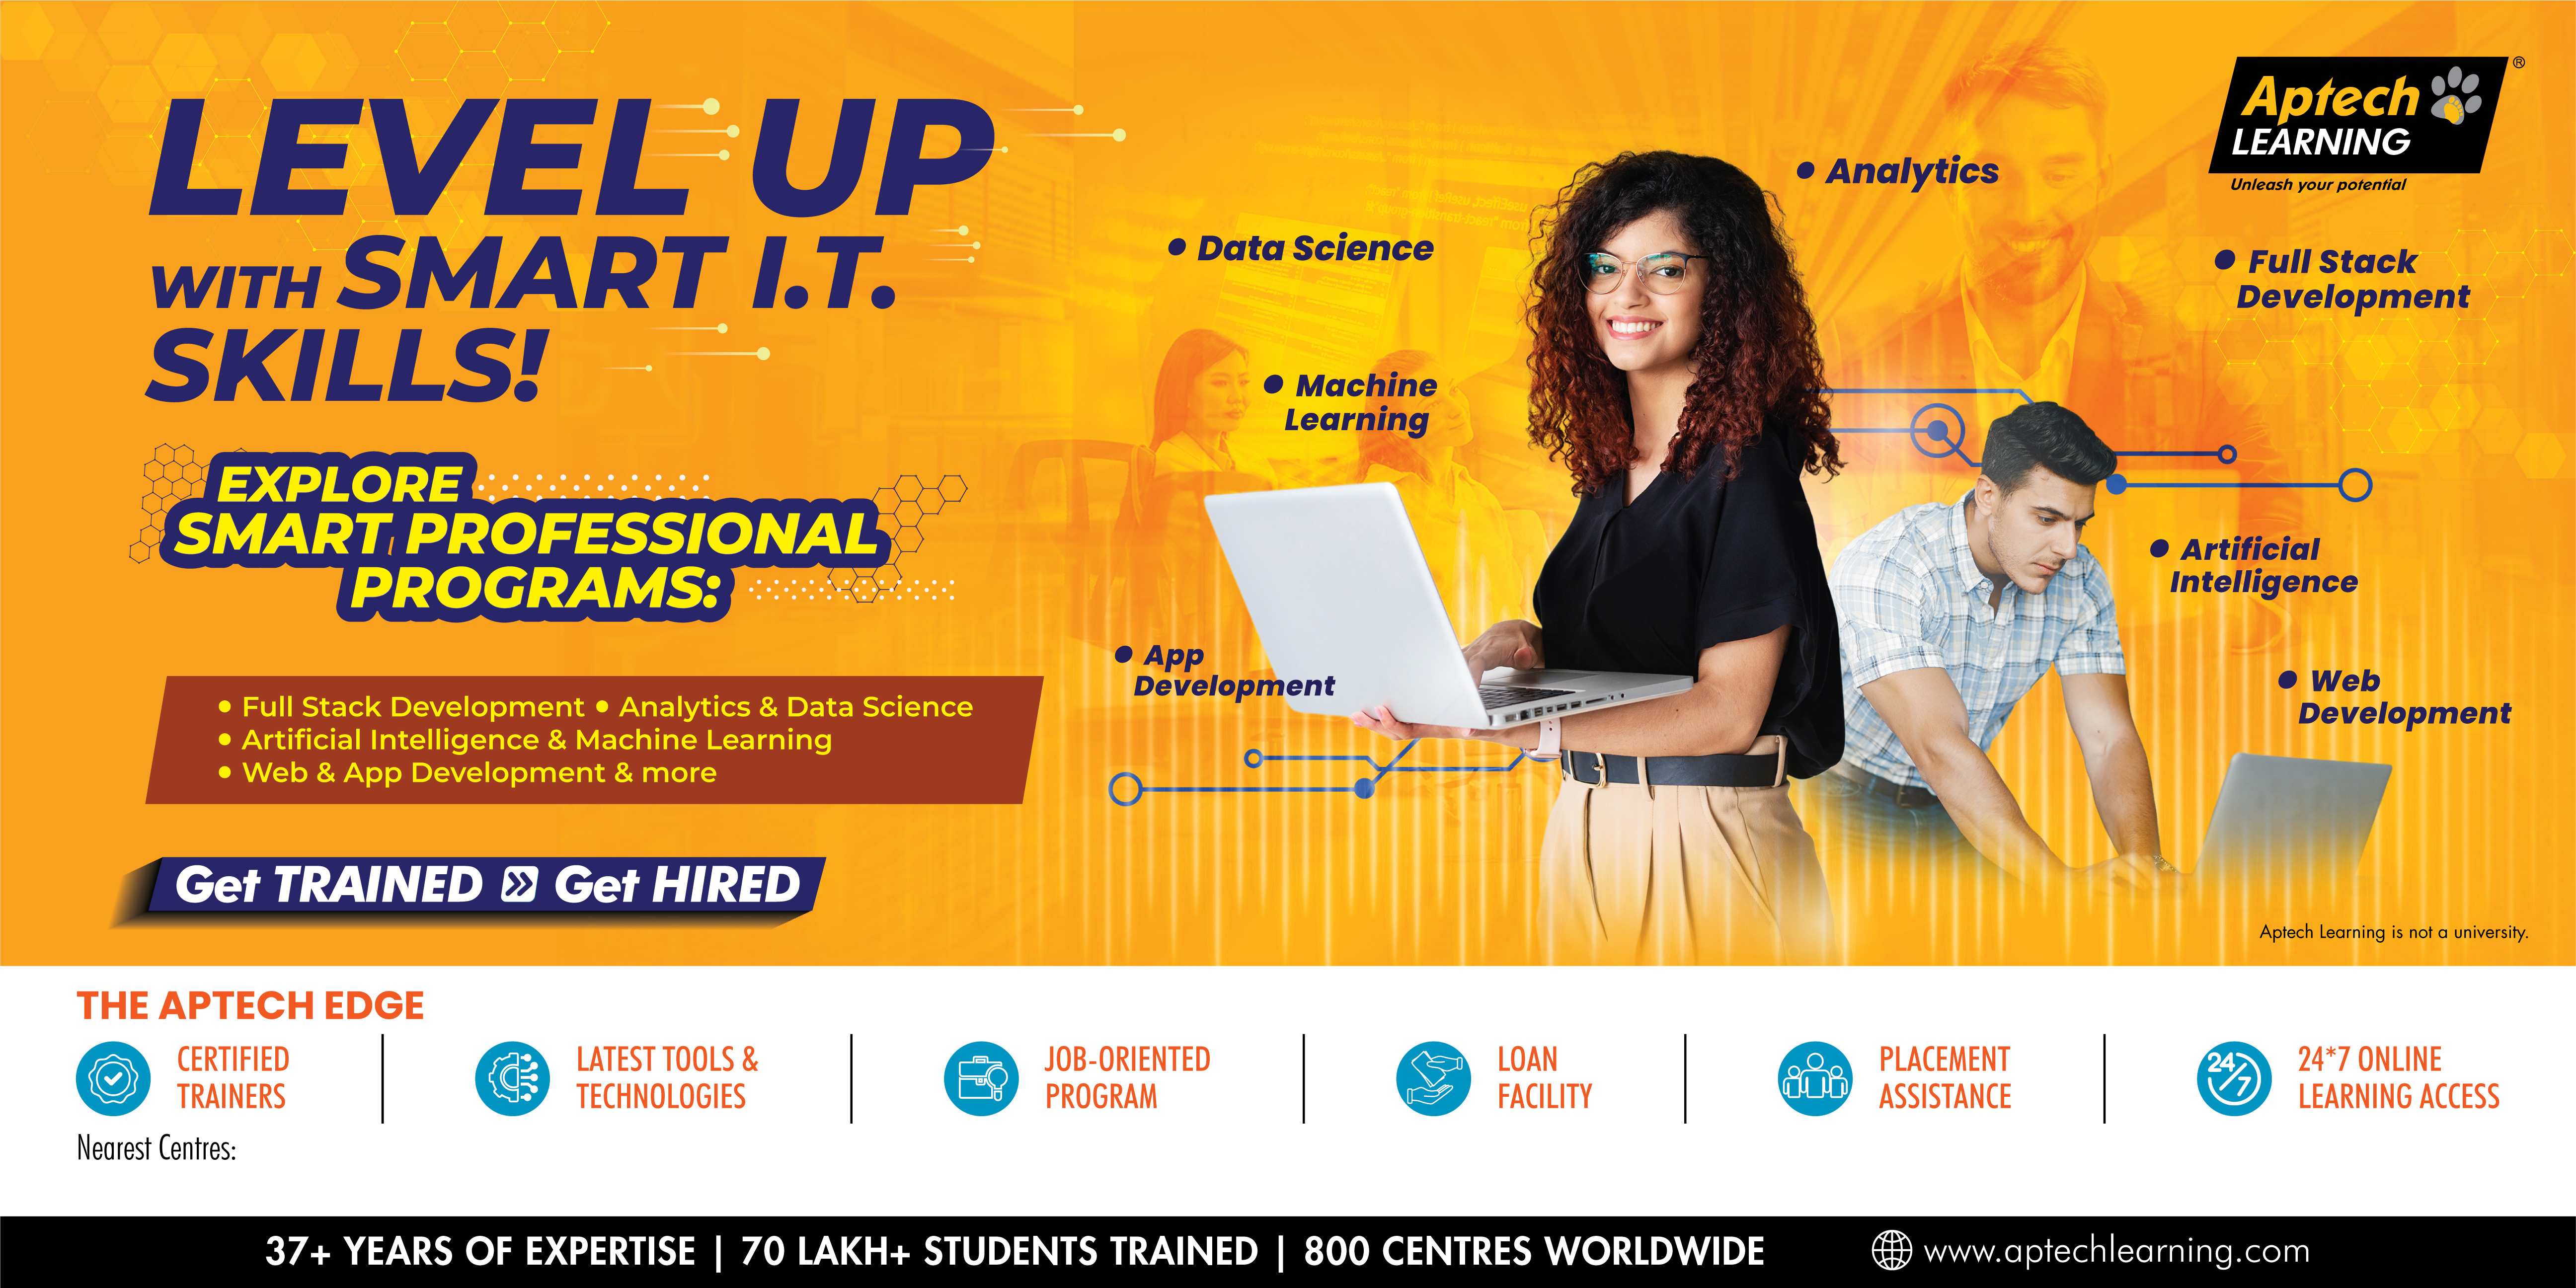 LEVEL UP
WITH SMART I.T.
SKILLS!
EXPLORE
SMART PROFESSIONAL
PROGRAMS:
• Full Stack Development • Analytics & Data Science
• Artificial Intelligence & Machine Learning
• Web & App Development & more
Get TRAINED » Get HIRED
• Data Science
• Machine
Learning
• App
Development
• Analytics
Aptech
LEARNING
®
Unleash your potential
• Full Stack
Development
• Artificial
Intelligence
• Web
Development
Aptech Learning is not a university.
THE APTECH EDGE
CERTIFIED
TRAINERS
LATEST TOOLS &
TECHNOLOGIES
JOB-ORIENTED
PROGRAM
LOAN
FACILITY
PLACEMENT
ASSISTANCE
24/7
24*7 ONLINE
LEARNING ACCESS
Nearest Centres:
37+ YEARS OF EXPERTISE | 70 LAKH+ STUDENTS TRAINED | 800 CENTRES WORLDWIDE
www.aptechlearning.com